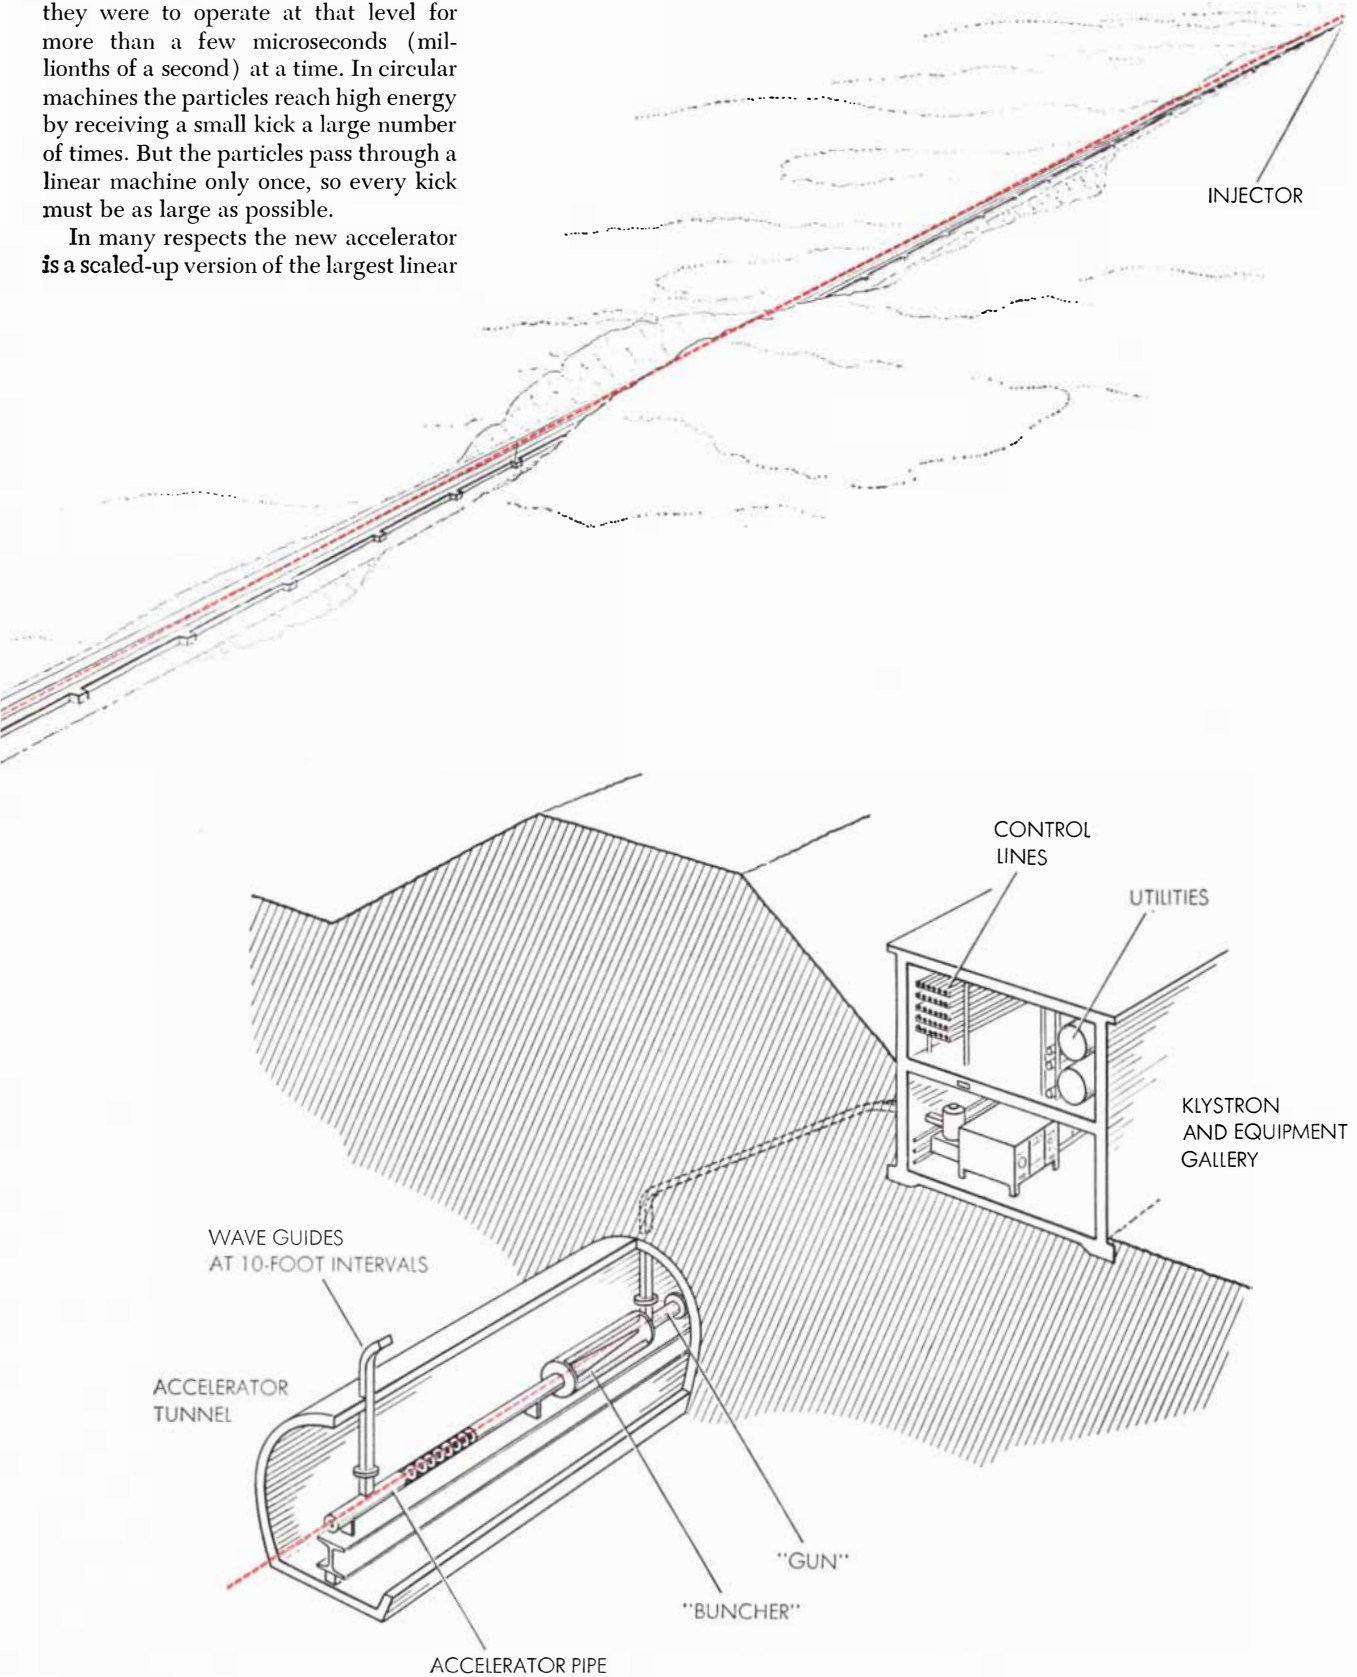 they were to operate at that level for
more than a few microseconds (mil-
lionths of a second) at a time. In circular
machines the particles reach high energy
by receiving a small kick a large number
of times. But the particles pass through a
linear machine only once, so every kick
must be as large as possible.
In many respects the new accelerator
is a scaled-up version of the largest linear
INJECTOR
CONTROL
LINES
UTILITIES
KLYSTRON
AND EQUIPMENT
GALLERY
WAVE GUIDES
AT 10-FOOT INTERVALS
ACCELERATOR
TUNNEL
"GUN"
"BUNCHER"
ACCELERATOR PIPE